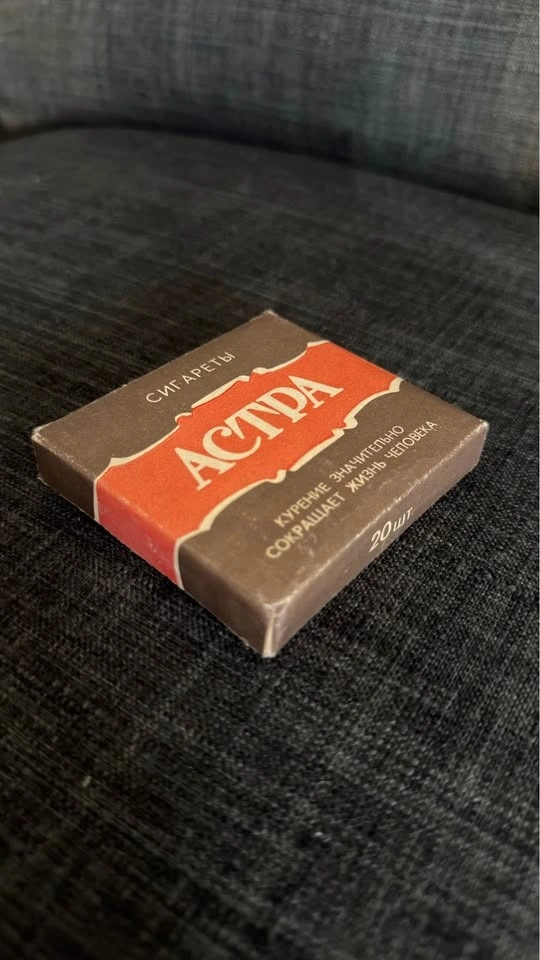 СИГАРЕТЫ
АСТРА
КУРЕНИЕ ЗНАЧИТЕЛЬНО
СОКРАЩАЕТ ЖИЗНЬ ЧЕЛОВЕКА
20 шт